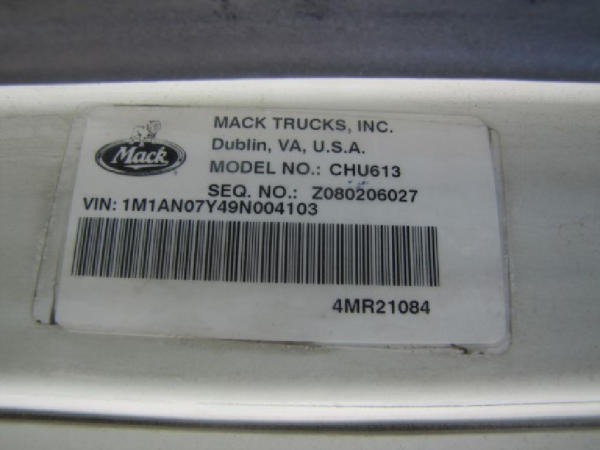 Mack
MACK TRUCKS, INC.
Dublin, VA, U.S.A.
MODEL NO.: CHU613
SEQ. NO.: Z080206027
VIN: 1M1AN07Y49N004103
4MR21084